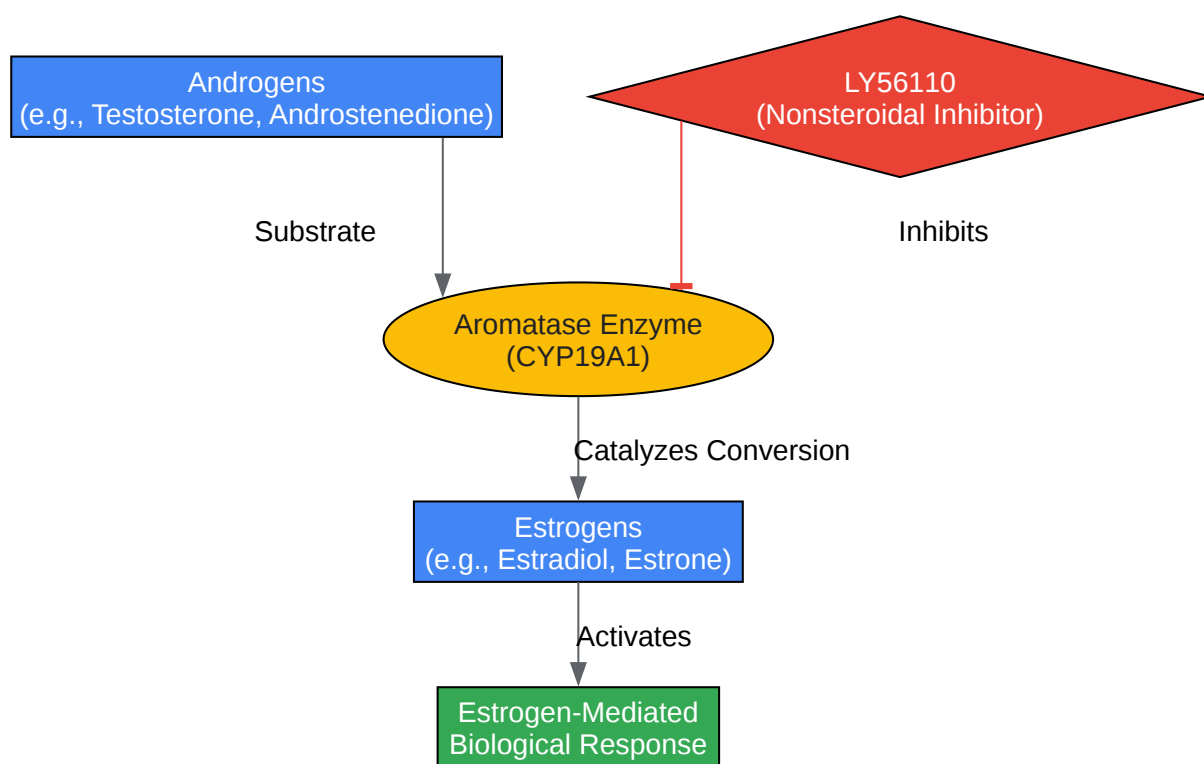 Androgens
(e.g., Testosterone, Androstenedione)
LY56110
(Nonsteroidal Inhibitor)
Substrate
Inhibits
Aromatase Enzyme
(CYP19A1)
Catalyzes Conversion
Estrogens
(e.g., Estradiol, Estrone)
Activates
Estrogen-Mediated
Biological Response